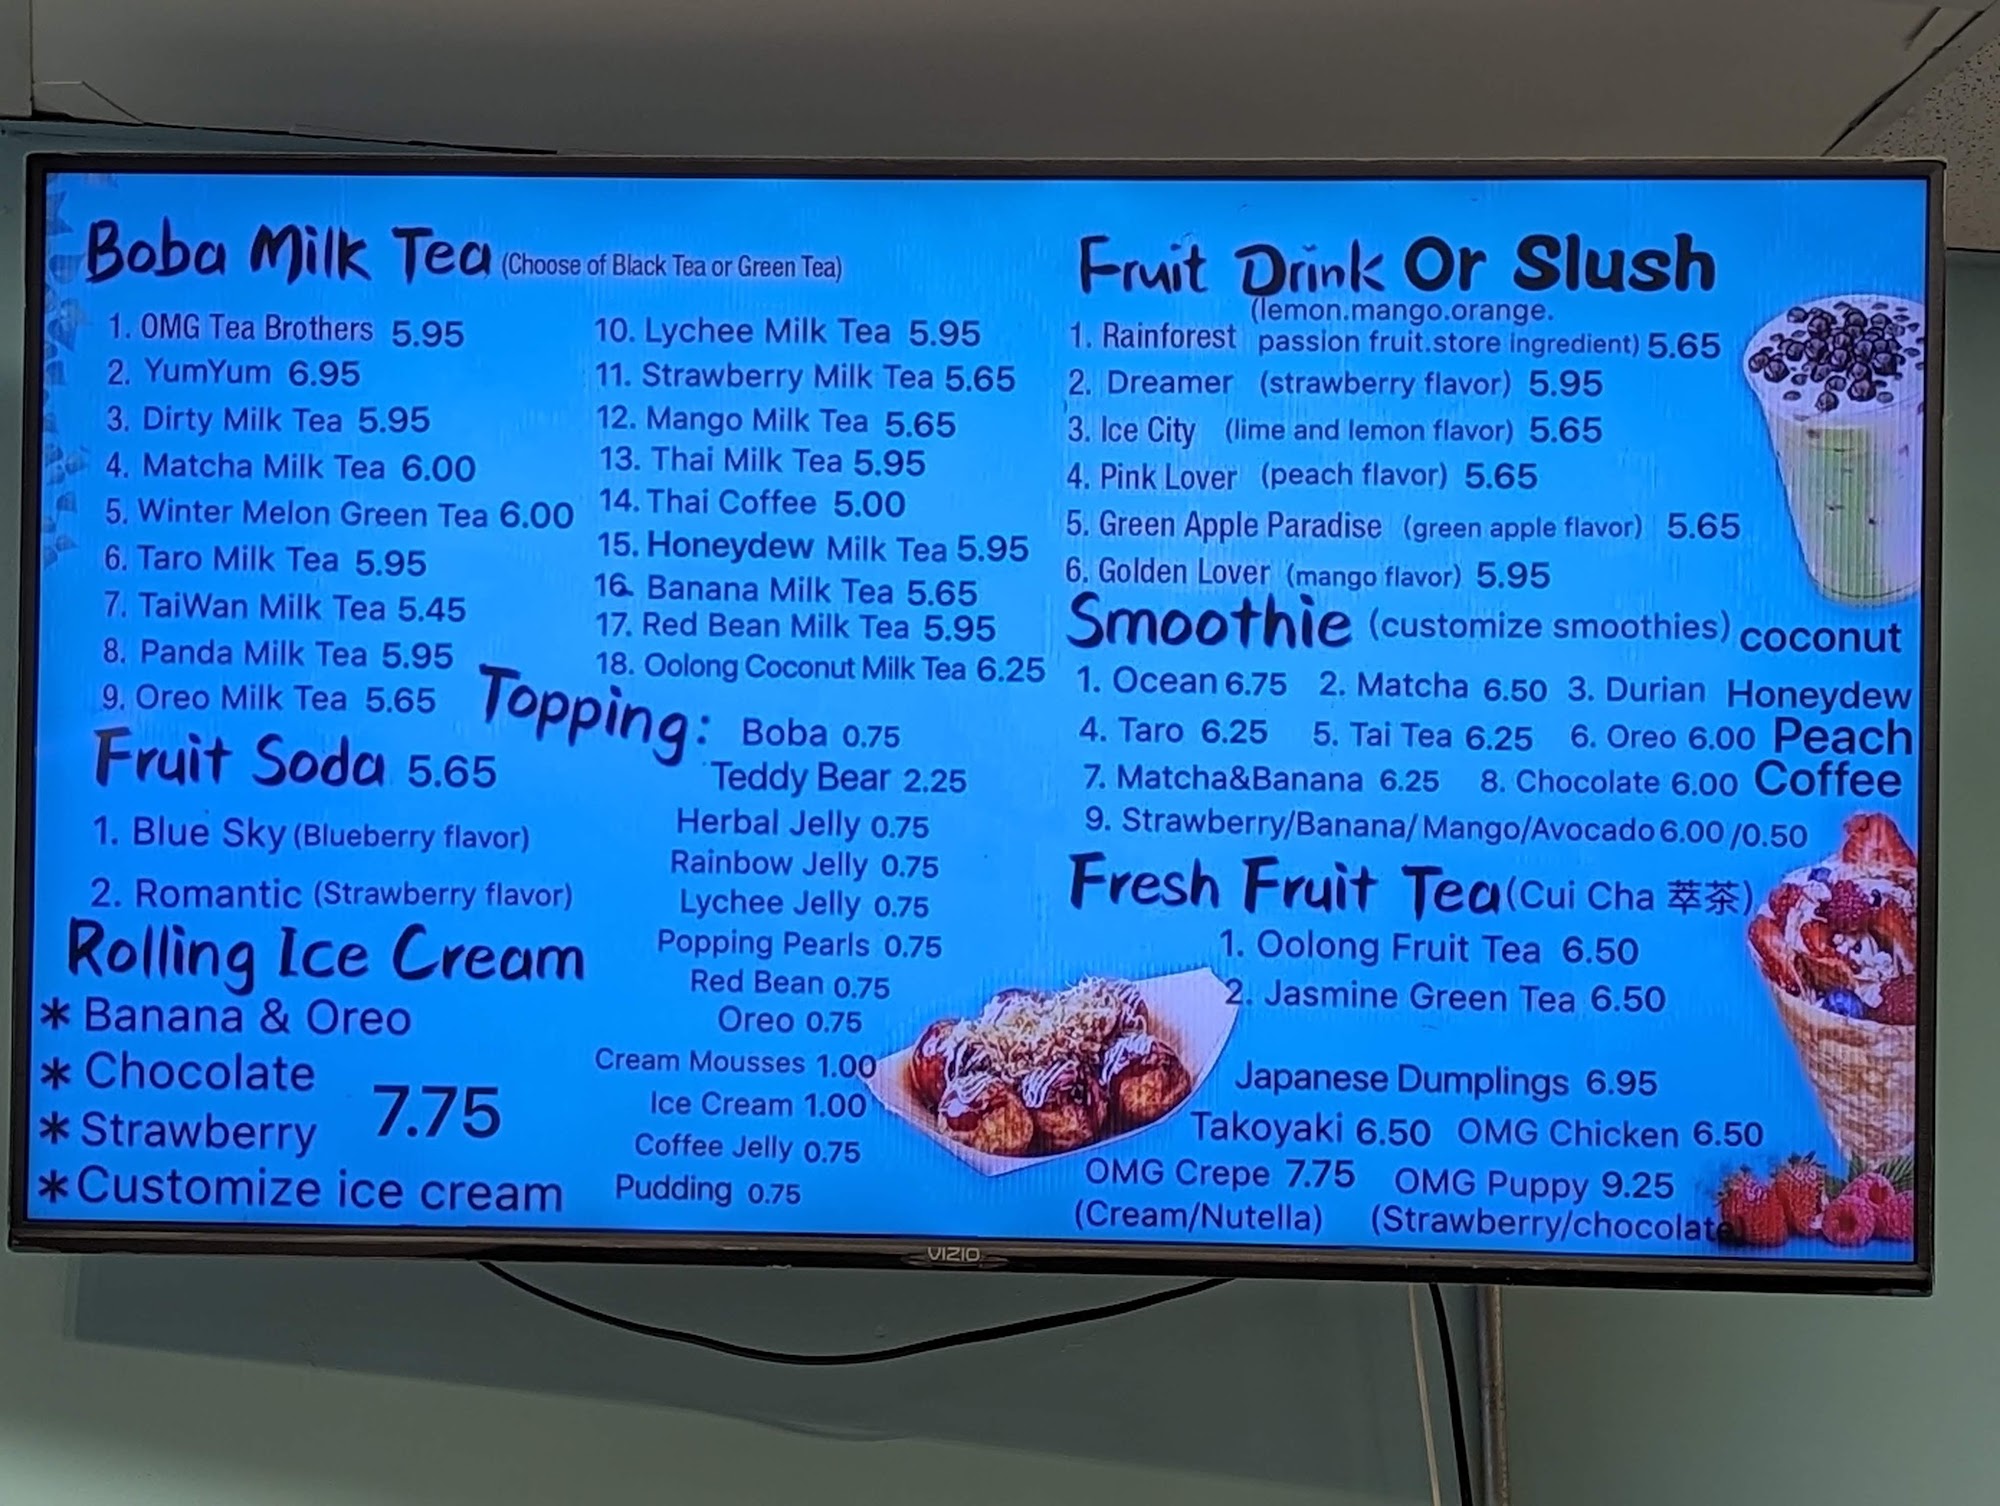 Boba Milk Tea (Choose of Black Tea or Green Tea)
1. OMG Tea Brothers 5.95
2. YumYum 6.95
3. Dirty Milk Tea 5.95
4. Matcha Milk Tea 6.00
5. Winter Melon Green Tea 6.00
6. Taro Milk Tea 5.95
7. TaiWan Milk Tea 5.45
8. Panda Milk Tea 5.95
9. Oreo Milk Tea 5.65
10. Lychee Milk Tea 5.95
11. Strawberry Milk Tea 5.65
12. Mango Milk Tea 5.65
13. Thai Milk Tea 5.95
14. Thai Coffee 5.00
15. Honeydew Milk Tea 5.95
16. Banana Milk Tea 5.65
17. Red Bean Milk Tea 5.95
18. Oolong Coconut Milk Tea 6.25
Fruit Soda 5.65
1. Blue Sky (Blueberry flavor)
2. Romantic (Strawberry flavor)
Rolling Ice Cream
* Banana & Oreo
* Chocolate
* Strawberry
7.75
* Customize ice cream
Topping:
Boba 0.75
Teddy Bear 2.25
Herbal Jelly 0.75
Rainbow Jelly 0.75
Lychee Jelly 0.75
Popping Pearls 0.75
Red Bean 0.75
Oreo 0.75
Cream Mousses 1.00
Ice Cream 1.00
Coffee Jelly 0.75
Pudding 0.75
Fruit Drink Or Slush
(lemon.mango.orange.
1. Rainforest passion fruit.store ingredient) 5.65
2. Dreamer (strawberry flavor) 5.95
3. Ice City (lime and lemon flavor) 5.65
4. Pink Lover (peach flavor) 5.65
5. Green Apple Paradise (green apple flavor) 5.65
6. Golden Lover (mango flavor) 5.95
Smoothie (customize smoothies) coconut
1. Ocean 6.75 2. Matcha 6.50 3. Durian Honeydew
4. Taro 6.25 5. Tai Tea 6.25 6. Oreo 6.00 Peach
7. Matcha&Banana 6.25 8. Chocolate 6.00 Coffee
9. Strawberry/Banana/Mango/Avocado 6.00 /0.50
Fresh Fruit Tea (Cui Cha 萃茶)
1. Oolong Fruit Tea 6.50
2. Jasmine Green Tea 6.50
Japanese Dumplings 6.95
Takoyaki 6.50 OMG Chicken 6.50
OMG Crepe 7.75 OMG Puppy 9.25
(Cream/Nutella) (Strawberry/chocolate)
VIZIO